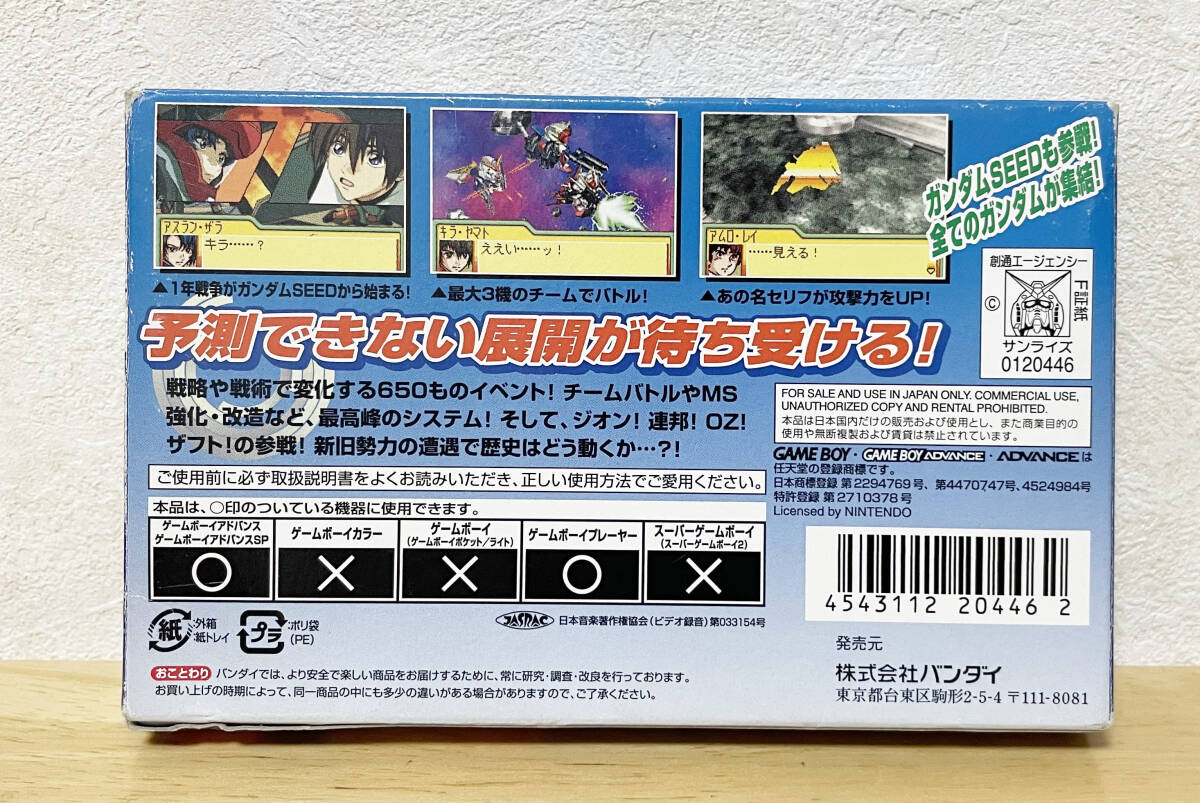 アスラン・ザラ
キラ……？
▲1年戦争がガンダムSEEDから始まる！
キラ・ヤマト
ええい……ッ！
▲最大3機のチームでバトル！
アムロ・レイ
……見える！
▲あの名セリフが攻撃力をUP！
ガンダムSEEDも参戦！
全てのガンダムが集結！
創通エージェンシー
©
F証紙
サンライズ
0120446
予測できない展開が待ち受ける！
戦略や戦術で変化する650ものイベント！チームバトルやMS
強化・改造など、最高峰のシステム！そして、ジオン！連邦！OZ！
ザフト！の参戦！新旧勢力の遭遇で歴史はどう動くか…？！
FOR SALE AND USE IN JAPAN ONLY. COMMERCIAL USE,
UNAUTHORIZED COPY AND RENTAL PROHIBITED.
本品は日本国内だけの販売および使用とし、また商業目的の
使用や無断複製および賃貸は禁止されています。
GAME BOY・GAME BOY ADVANCE・ADVANCEは
任天堂の登録商標です。
日本商標登録 第2294769号、第4470747号、4524984号
特許登録 第2710378号
Licensed by NINTENDO
ご使用前に必ず取扱説明書をよくお読みいただき、正しい使用方法でご愛用ください。
本品は、○印のついている機器に使用できます。
ゲームボーイアドバンス
ゲームボーイアドバンスSP
○
ゲームボーイカラー
×
ゲームボーイ
(ゲームボーイポケット/ライト)
×
ゲームボーイプレーヤー
○
スーパーゲームボーイ
(スーパーゲームボーイ2)
×
紙
:外箱
:紙トレイ
プラ
:ポリ袋
(PE)
JASRAC 日本音楽著作権協会(ビデオ録音)第033154号
4543112 204462
発売元
株式会社バンダイ
東京都台東区駒形2-5-4 〒111-8081
おことわり バンダイでは、より安全で楽しい商品をお届けするために、常に研究・調査・改良を行っております。
お買い上げの時期によって、同一商品の中にも多少の違いがある場合がありますので、ご了承ください。